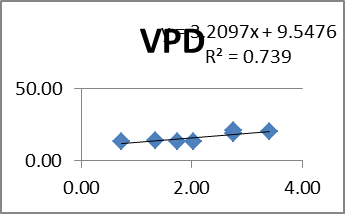 VPD
= 3.2097x + 9.5476
R² = 0.739
50.00
0.00
0.00 2.00 4.00